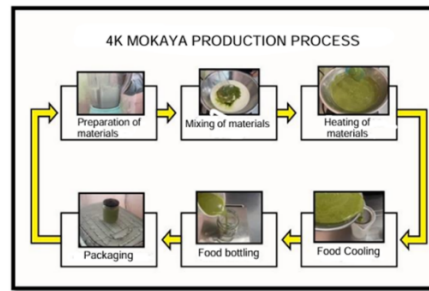 4K MOKAYA PRODUCTION PROCESS
Preparation of
materials
Mixing of materials
Heating of
materials
Packaging
Food bottling
Food Cooling